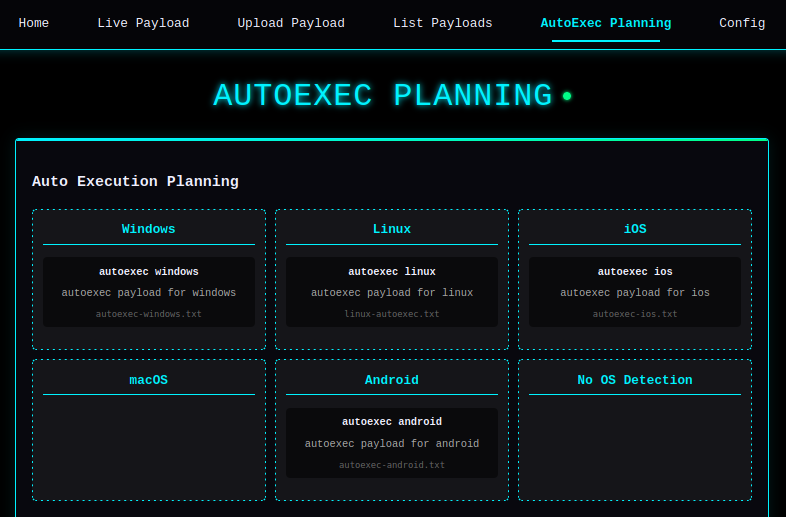 Home Live Payload Upload Payload List Payloads AutoExec Planning Config
AUTOEXEC PLANNING
Auto Execution Planning
Windows
autoexec windows
autoexec payload for windows
autoexec-windows.txt
Linux
autoexec linux
autoexec payload for linux
linux-autoexec.txt
iOS
autoexec ios
autoexec payload for ios
autoexec-ios.txt
macOS
Android
autoexec android
autoexec payload for android
autoexec-android.txt
No OS Detection